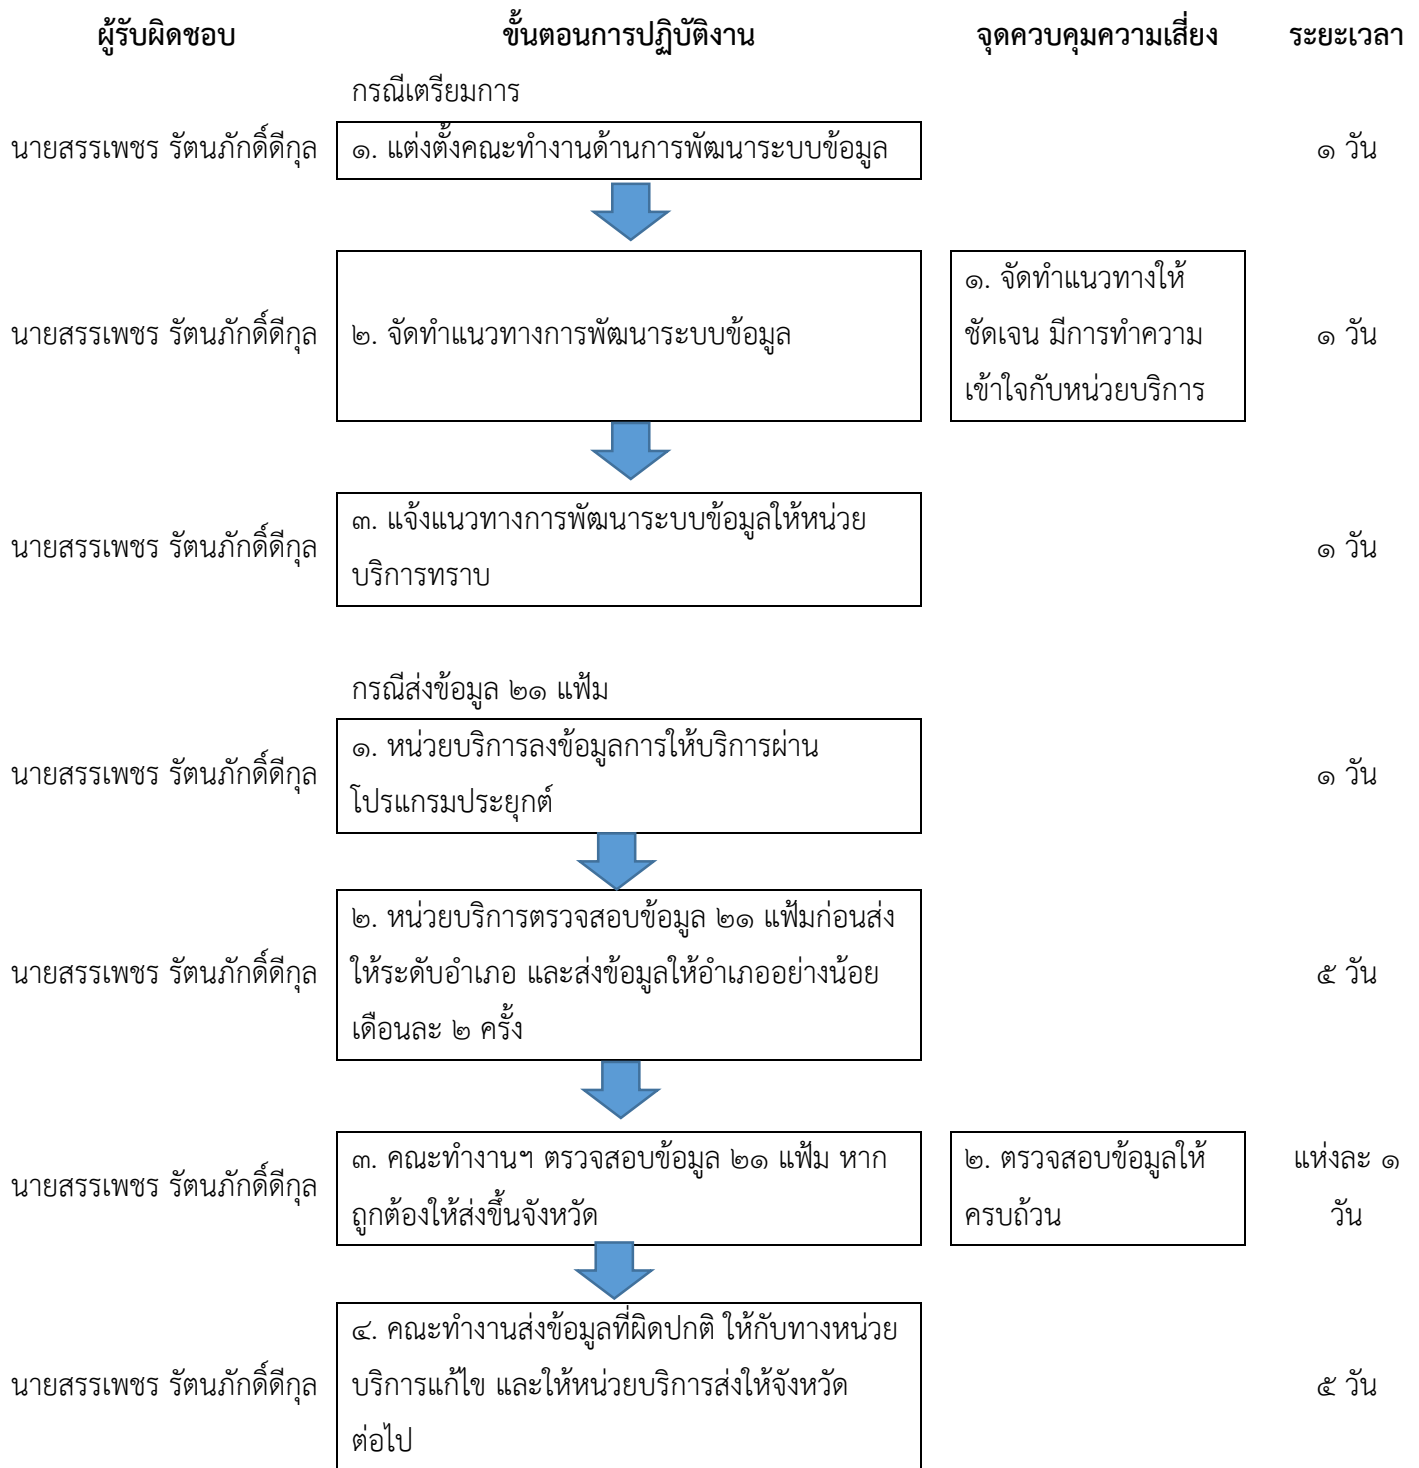 ผู้รับผิดชอบ ขั้นตอนการปฏิบัติงาน จุดควบคุมความเสี่ยง ระยะเวลา
กรณีเตรียมการ
นายสรรเพชร รัตนภักดิ์ดีกุล ๑. แต่งตั้งคณะทำงานด้านการพัฒนาระบบข้อมูล ๑ วัน
๑. จัดทำแนวทางให้
นายสรรเพชร รัตนภักดิ์ดีกุล ๒. จัดทำแนวทางการพัฒนาระบบข้อมูล ชัดเจน มีการทำความ ๑ วัน
เข้าใจกับหน่วยบริการ
๓. แจ้งแนวทางการพัฒนาระบบข้อมูลให้หน่วย
นายสรรเพชร รัตนภักดิ์ดีกุล ๑ วัน
บริการทราบ
กรณีส่งข้อมูล ๒๑ แฟ้ม
๑. หน่วยบริการลงข้อมูลการให้บริการผ่าน
นายสรรเพชร รัตนภักดิ์ดีกุล ๑ วัน
โปรแกรมประยุกต์
๒. หน่วยบริการตรวจสอบข้อมูล ๒๑ แฟ้มก่อนส่ง
นายสรรเพชร รัตนภักดิ์ดีกุล ให้ระดับอำเภอ และส่งข้อมูลให้อำเภออย่างน้อย ๕ วัน
เดือนละ ๒ ครั้ง
๓. คณะทำงานฯ ตรวจสอบข้อมูล ๒๑ แฟ้ม หาก ๒. ตรวจสอบข้อมูลให้ แห่งละ ๑
นายสรรเพชร รัตนภักดิ์ดีกุล
ถูกต้องให้ส่งขึ้นจังหวัด ครบถ้วน วัน
๔. คณะทำงานส่งข้อมูลที่ผิดปกติ ให้กับทางหน่วย
นายสรรเพชร รัตนภักดิ์ดีกุล บริการแก้ไข และให้หน่วยบริการส่งให้จังหวัด ๕ วัน
ต่อไป